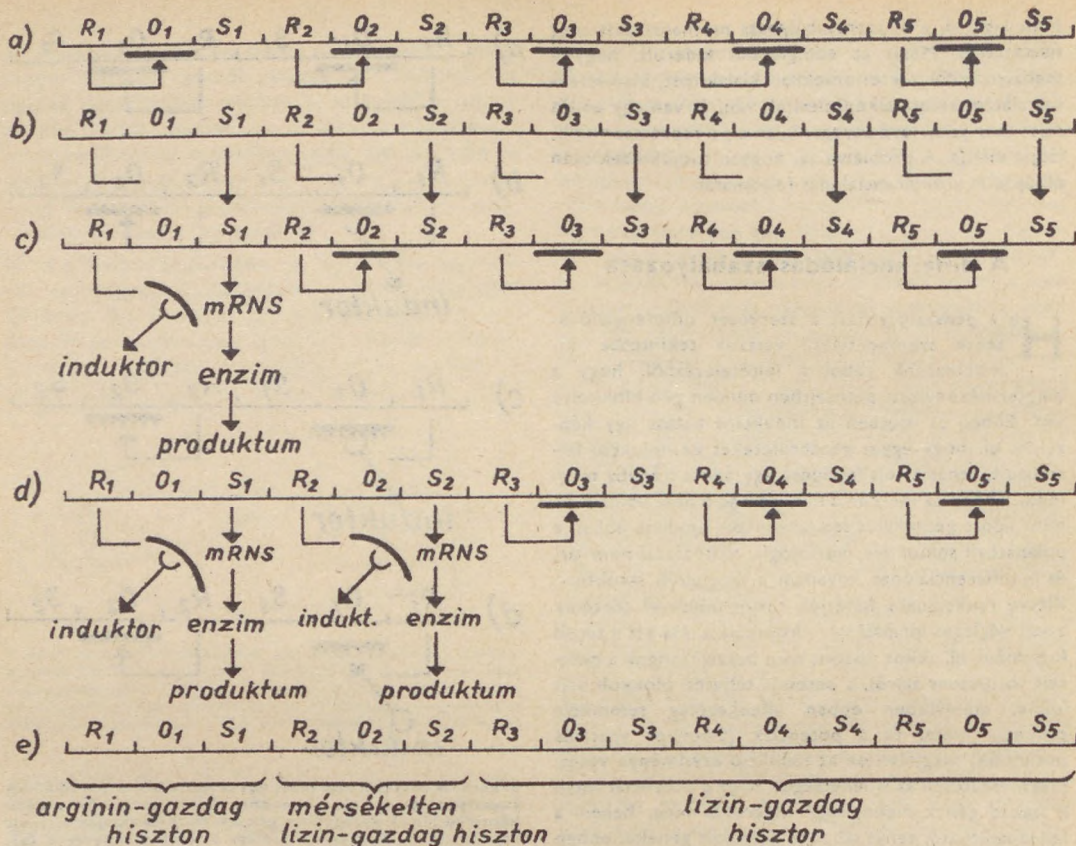 a) R1 O1 S1 R2 O2 S2 R3 O3 S3 R4 O4 S4 R5 O5 S5
b) R1 O1 S1 R2 O2 S2 R3 O3 S3 R4 O4 S4 R5 O5 S5
c) R1 O1 S1 R2 O2 S2 R3 O3 S3 R4 O4 S4 R5 O5 S5
mRNS
induktor enzim
produktum
d) R1 O1 S1 R2 O2 S2 R3 O3 S3 R4 O4 S4 R5 O5 S5
mRNS mRNS
induktor enzim indukt. enzim
produktum produktum
e) R1 O1 S1 R2 O2 S2 R3 O3 S3 R4 O4 S4 R5 O5 S5
arginin-gazdag mérsékelten lizin-gazdag
hiszton lizin-gazdag hiszton hisztor